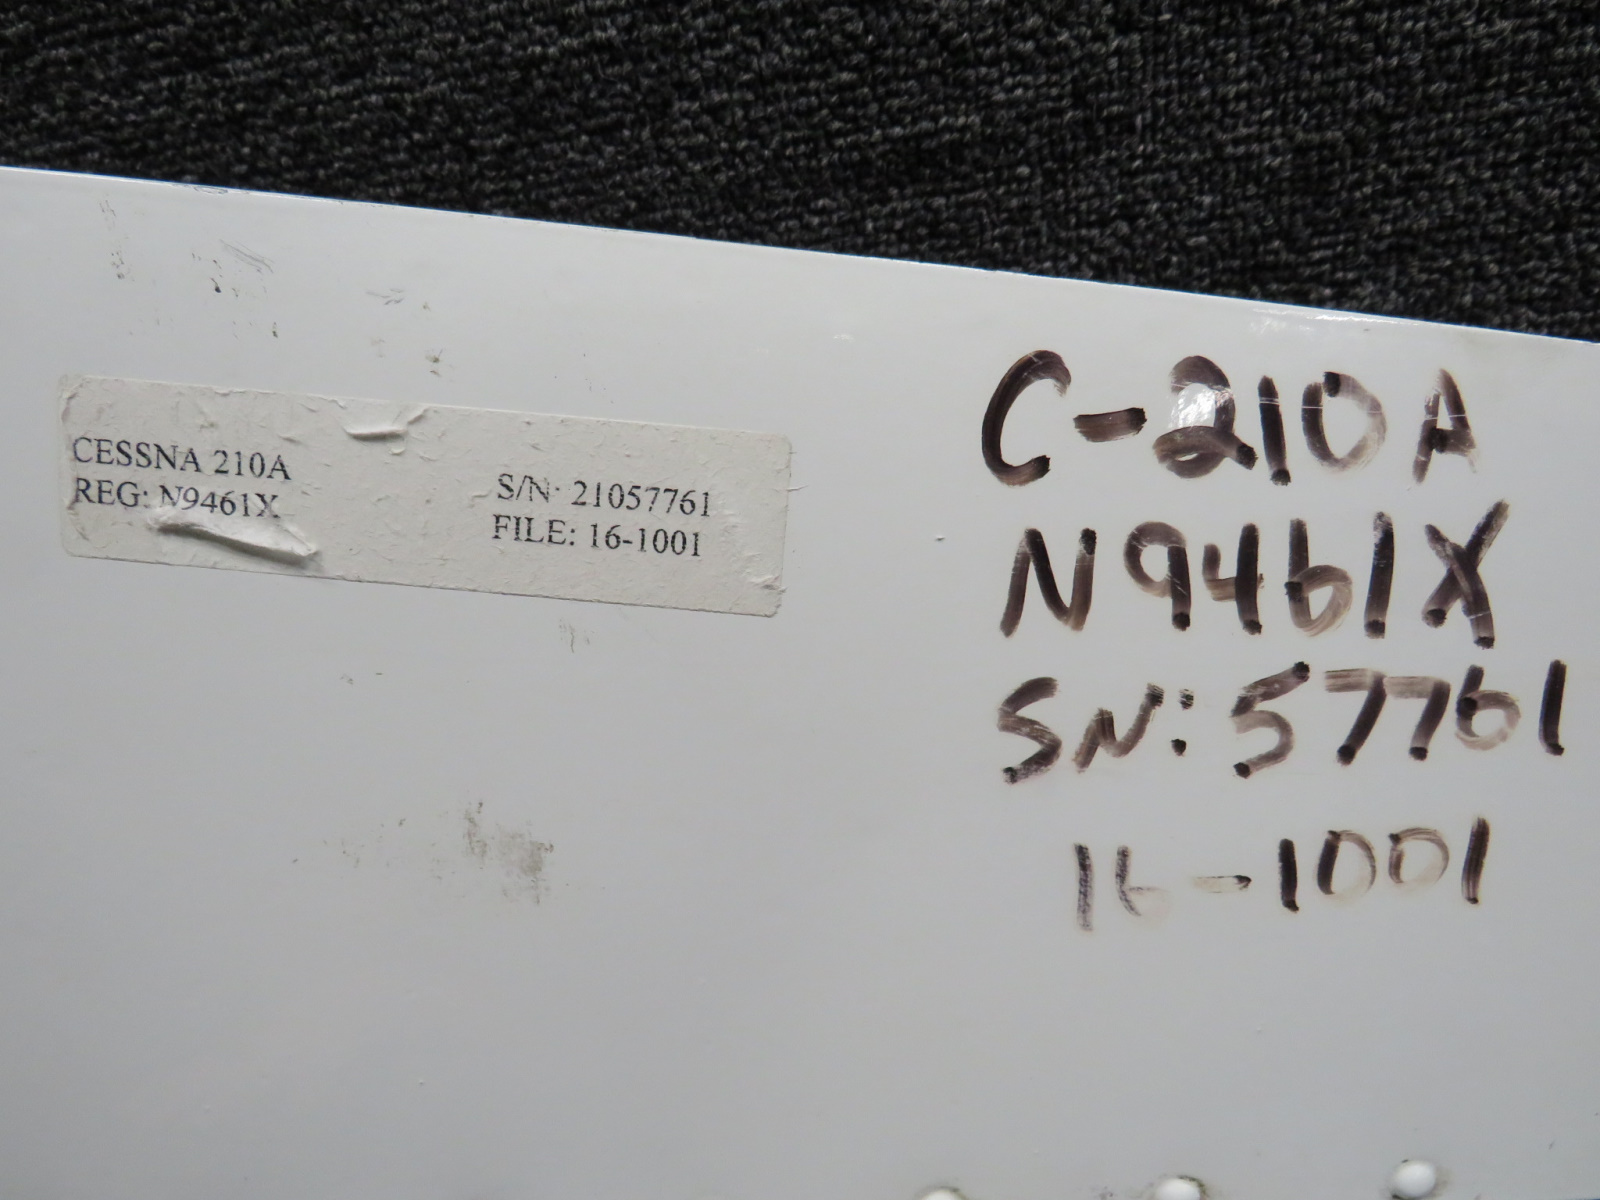 CESSNA 210A
REG: N9461X
S/N: 21057761
FILE: 16-1001
C-210A
N9461X
SN: 57761
16-1001